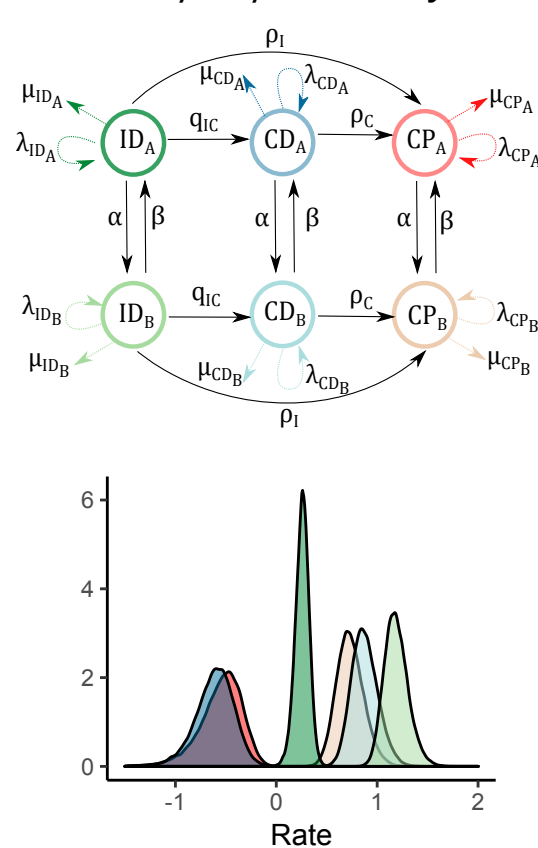 ρI
μCDA λCDA
μIDA μCPA
λIDA IDA qIC CDA ρC CPA λCPA
α β α β α β
λIDB IDB qIC CDB ρC CPB λCPB
μIDB μCDB λCDB μCPB
ρI
6
4
2
0
-1 0 1 2
Rate